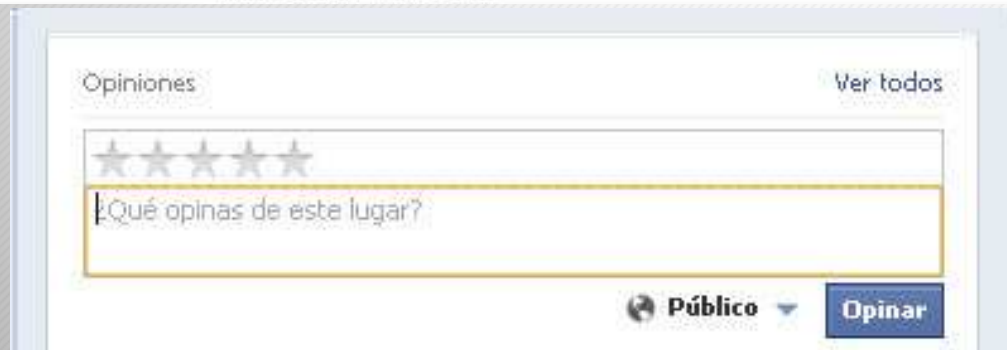 Opiniones Ver todos
¿Qué opinas de este lugar?
Público Opinar